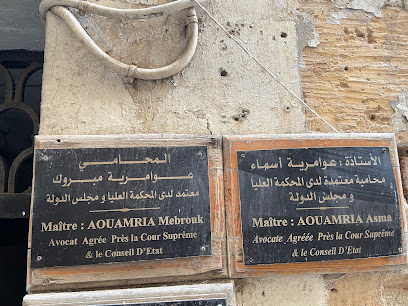 المحامي
عوامرية مبروك
معتمد لدى المحكمة العليا و مجلس الدولة
Maître : AOUAMRIA Mebrouk
Avocat Agrée Près la Cour Suprême
& le Conseil D'Etat
الأستاذة : عوامرية أسماء
محامية معتمدة لدى المحكمة العليا
و مجلس الدولة
Maître : AOUAMRIA Asma
Avocate Agréée Près la Cour Suprême
& le Conseil D'Etat